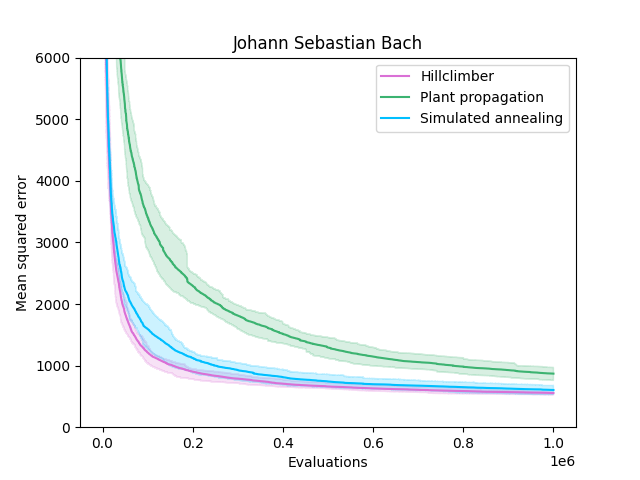 Johann Sebastian Bach
Hillclimber
Plant propagation
Simulated annealing
Mean squared error
6000
5000
4000
3000
2000
1000
0
0.0 0.2 0.4 0.6 0.8 1.0
1e6
Evaluations